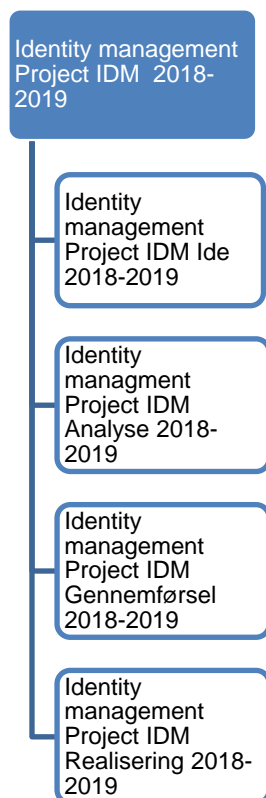 Identity management
Project IDM  2018-
2019
Identity
management
Project IDM Ide
2018-2019
Identity
managment
Project IDM
Analyse 2018-
2019
Identity
management
Project IDM
Gennemførsel
2018-2019
Identity
management
Project IDM
Realisering 2018-
2019